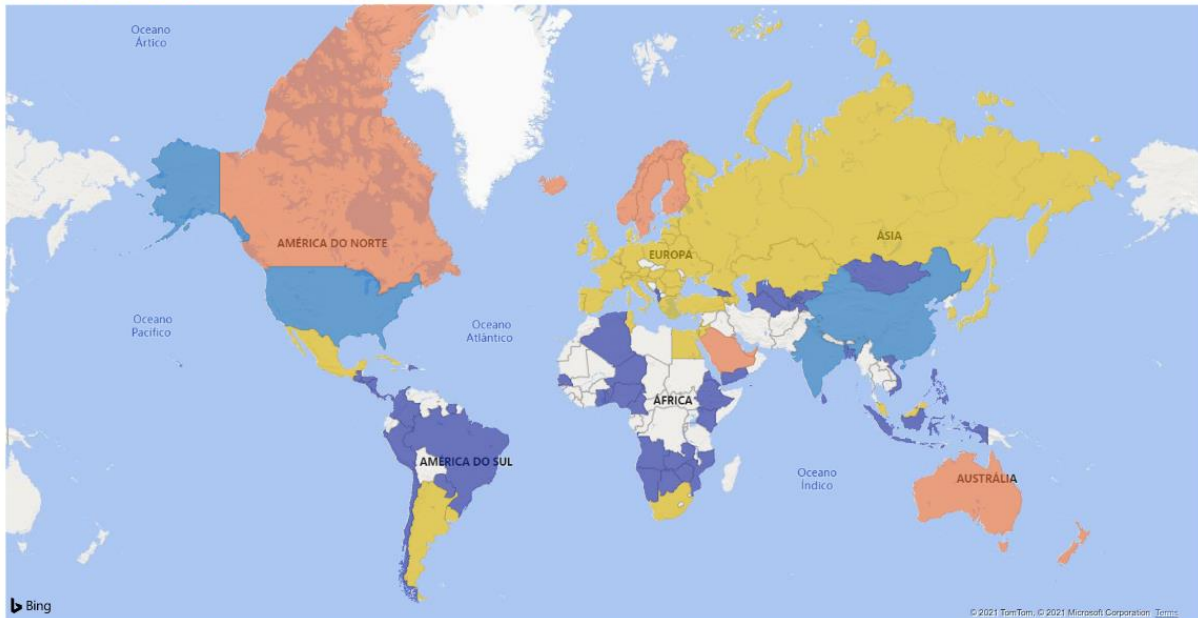 Oceano
Ártico
AMÉRICA DO NORTE
EUROPA
ÁSIA
Oceano
Pacífico
Oceano
Atlântico
ÁFRICA
AMÉRICA DO SUL
Oceano
Índico
AUSTRÁLIA
Bing
© 2021 TomTom, © 2021 Microsoft Corporation Terms